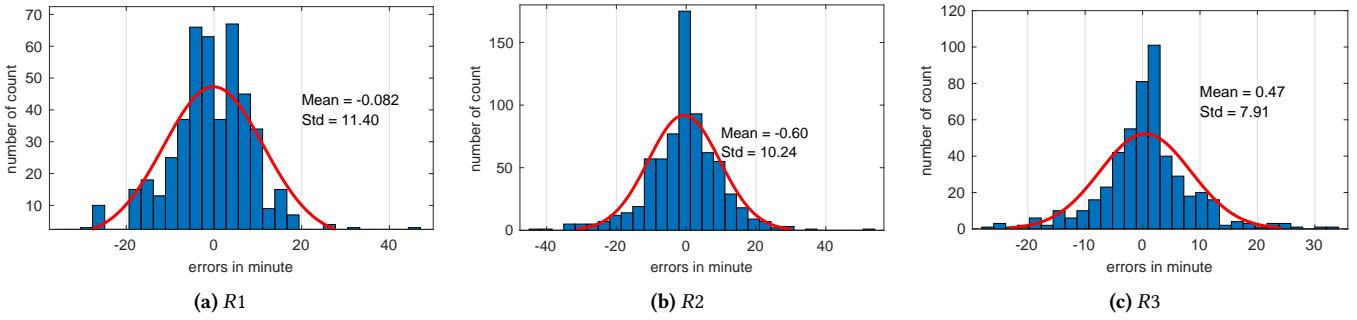 70
60
50
40
30
20
10
number of count
Mean = -0.082
Std = 11.40
-20 0 20 40
errors in minute
(a) R1
150
100
50
0
number of count
Mean = -0.60
Std = 10.24
-40 -20 0 20 40
errors in minute
(b) R2
120
100
80
60
40
20
0
number of count
Mean = 0.47
Std = 7.91
-20 -10 0 10 20 30
errors in minute
(c) R3